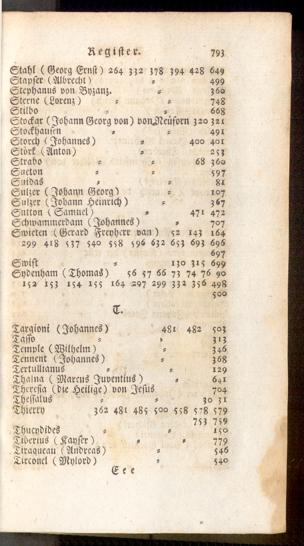 Register. 793
Stahl (Georg Ernst) 264 332 378 394 428 649
Stapfer (Albrecht) 499
Stephanus von Byzanz. 360
Sterne (Lorenz) 748
Stildo 668
Stockar (Johann Georg von) von Neüforn 320 321
Stockhausen 491
Storch (Johannes) 400 401
Störk (Anton) 253
Strabo 68 360
Sueton 597
Suidas 81
Sulzer (Johann Georg) 107
Sulzer (Johann Heinrich) 367
Sutton (Samuel) 471 472
Schwammerdam (Johannes) 707
Swieten (Gerard Freyherr van) 52 143 164
299 418 537 540 558 596 632 653 693 696
697
Swift 130 315 699
Sydenham (Thomas) 56 57 66 73 74 76 90
152 153 154 155 164 297 299 332 356 498
500
T.
Targioni (Johannes) 481 482 503
Tasso 313
Temple (Wilhelm) 346
Tennent (Johannes) 368
Tertullianus 129
Thalna (Marcus Juventius) 641
Theresia (die Heilige) von Jesus 704
Thessalus 30 31
Thierry 362 481 485 500 558 578 579
753 759
Thucydides 150
Tiberius (Kayser) 779
Tiraqueau (Andreas) 546
Tirconel (Mylord) 540
Eee